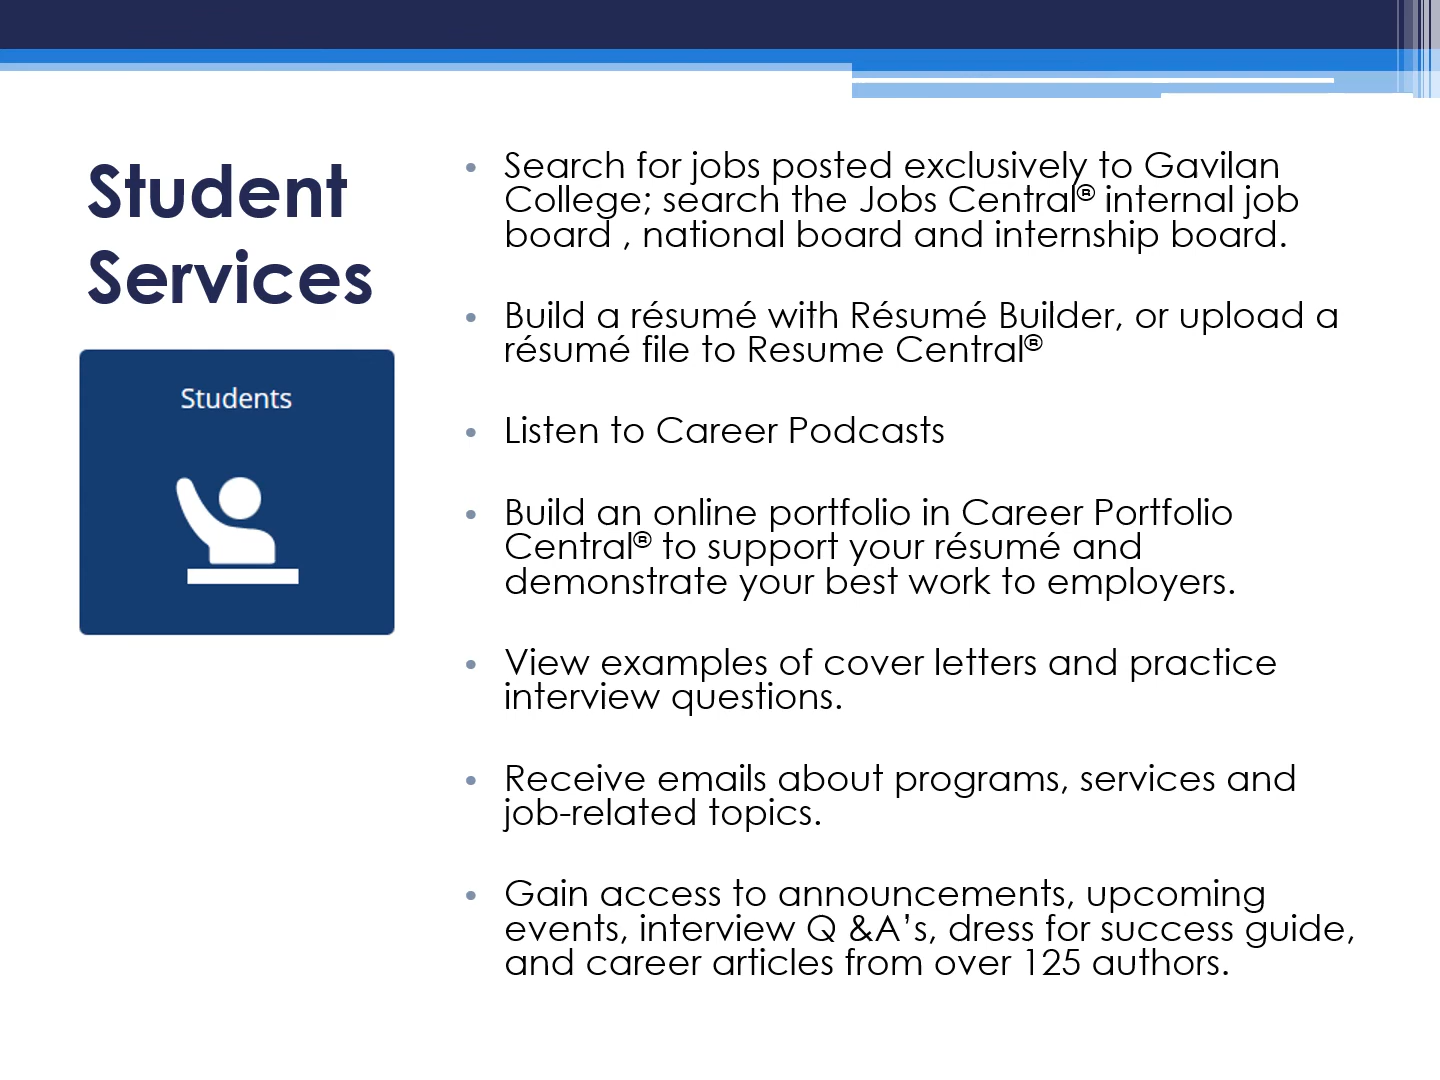 Student
Services
Students
• Search for jobs posted exclusively to Gavilan
College; search the Jobs Central® internal job
board , national board and internship board.
• Build a résumé with Résumé Builder, or upload a
résumé file to Resume Central®
• Listen to Career Podcasts
• Build an online portfolio in Career Portfolio
Central® to support your résumé and
demonstrate your best work to employers.
• View examples of cover letters and practice
interview questions.
• Receive emails about programs, services and
job-related topics.
• Gain access to announcements, upcoming
events, interview Q &A’s, dress for success guide,
and career articles from over 125 authors.